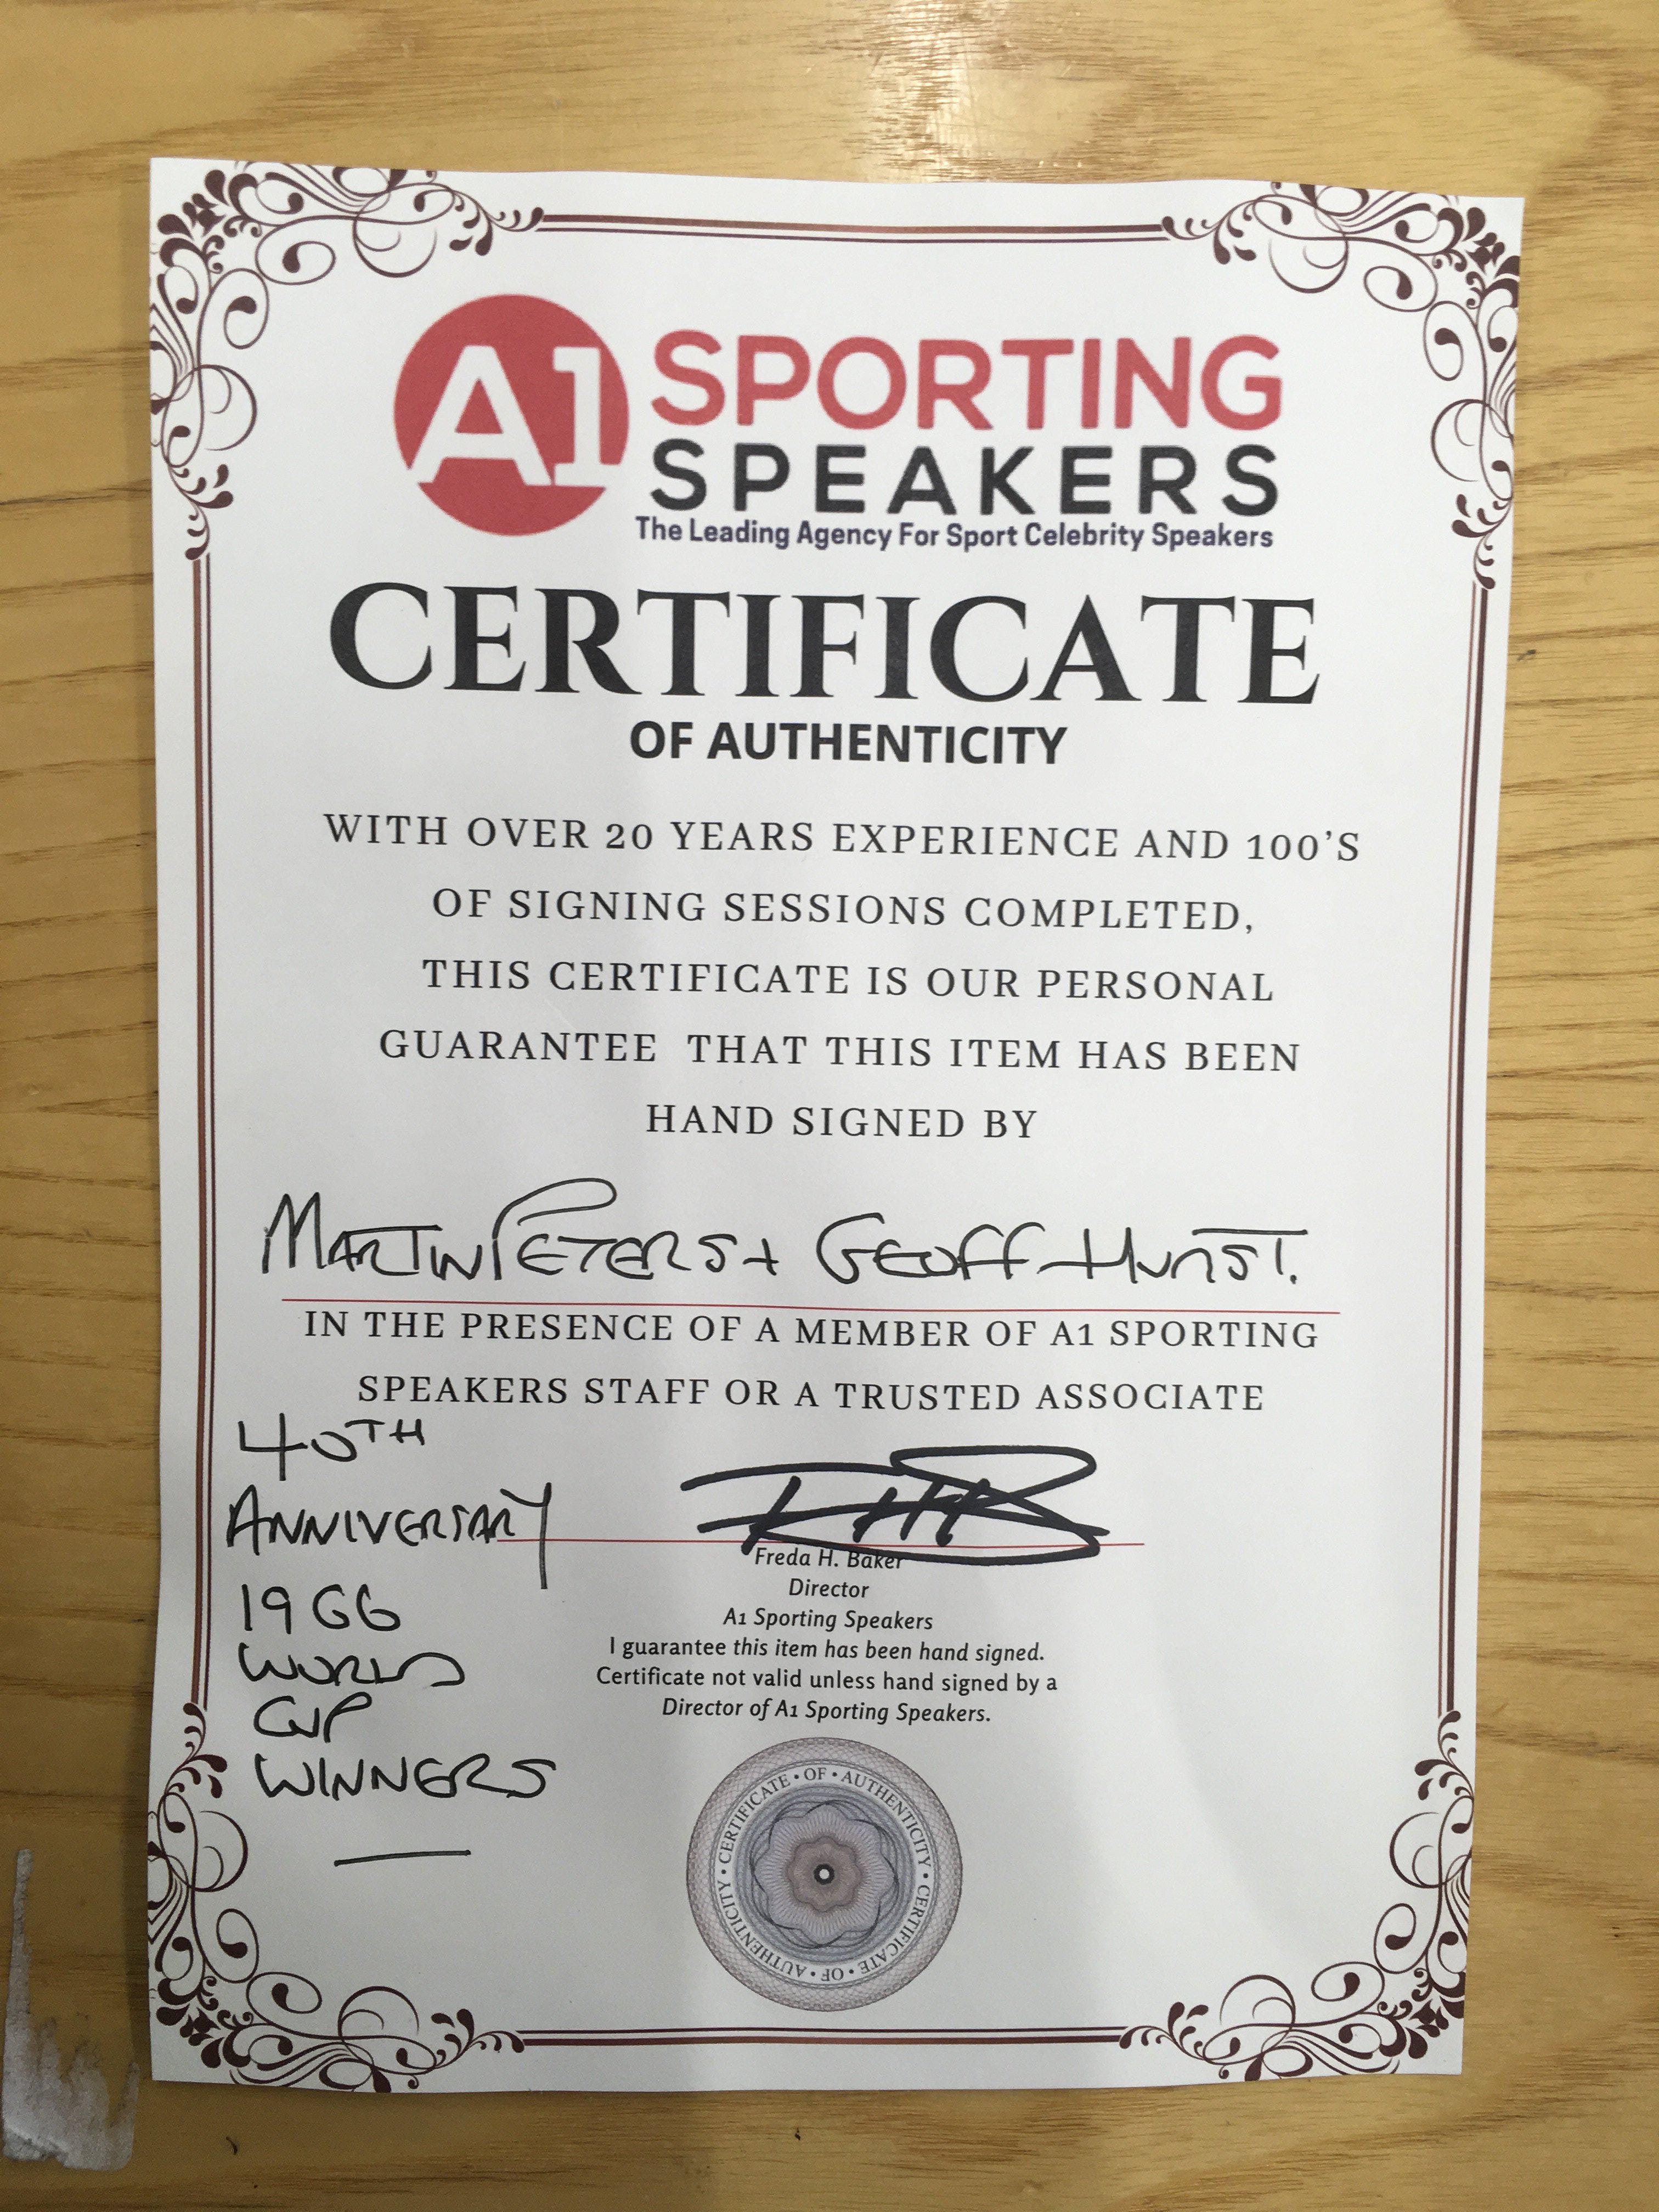 A1 SPORTING
SPEAKERS
The Leading Agency For Sport Celebrity Speakers
CERTIFICATE
OF AUTHENTICITY
WITH OVER 20 YEARS EXPERIENCE AND 100'S
OF SIGNING SESSIONS COMPLETED,
THIS CERTIFICATE IS OUR PERSONAL
GUARANTEE THAT THIS ITEM HAS BEEN
HAND SIGNED BY
MARTIN PETERS + GEOFF HURST.
IN THE PRESENCE OF A MEMBER OF A1 SPORTING
SPEAKERS STAFF OR A TRUSTED ASSOCIATE
40TH
ANNIVERSARY
1966
WORLD
CUP
WINNERS
Freda H. Baker
Director
A1 Sporting Speakers
I guarantee this item has been hand signed.
Certificate not valid unless hand signed by a
Director of A1 Sporting Speakers.
CERTIFICATE • OF • AUTHENTICITY • CERTIFICATE • OF • AUTHENTICITY •